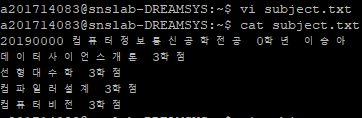 a201714083@snslab-DREAMSYS:~$ vi subject.txt
a201714083@snslab-DREAMSYS:~$ cat subject.txt
20190000 컴퓨터정보통신공학전공 0학년 이승아
데이터사이언스개론 3학점
선형대수학 3학점
컴파일러설계 3학점
컴퓨터비전 3학점